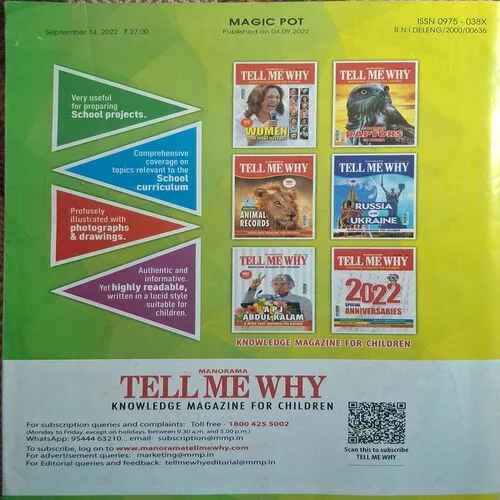 MAGIC POT
September 14, 2022 ₹ 27.00
Published on 04.09.2022
ISSN 0975 - 038X
R.N.I.DELENG/2000/00636
Very useful
for preparing
School projects.
Comprehensive
coverage on
topics relevant to the
School
curriculum
Profusely
illustrated with
photographs
& drawings.
Authentic and
informative.
Yet highly readable,
written in a lucid style
suitable for
children.
TELL ME WHY
WOMEN
TELL ME WHY
RAPTORS
TELL ME WHY
100
ANIMAL
RECORDS
TELL ME WHY
RUSSIA
UKRAINE
TELL ME WHY
A P J
ABDUL KALAM
TELL ME WHY
2022
SPECIAL
ANNIVERSARIES
KNOWLEDGE MAGAZINE FOR CHILDREN
MANORAMA
TELL ME WHY
KNOWLEDGE MAGAZINE FOR CHILDREN
For subscription queries and complaints: Toll free - 1800 425 5002
(Monday to Friday, except on holidays, Between 9.30 a.m. and 5.00 p.m.)
WhatsApp: 95444 63210, , email- subscription@mmp.in
To subscribe, log on to www.manoramatellmewhy.com
For advertisement queries: marketing@mmp.in
For Editorial queries and feedback: tellmewhyeditorial@mmp.in
Scan this to subscribe
TELL ME WHY